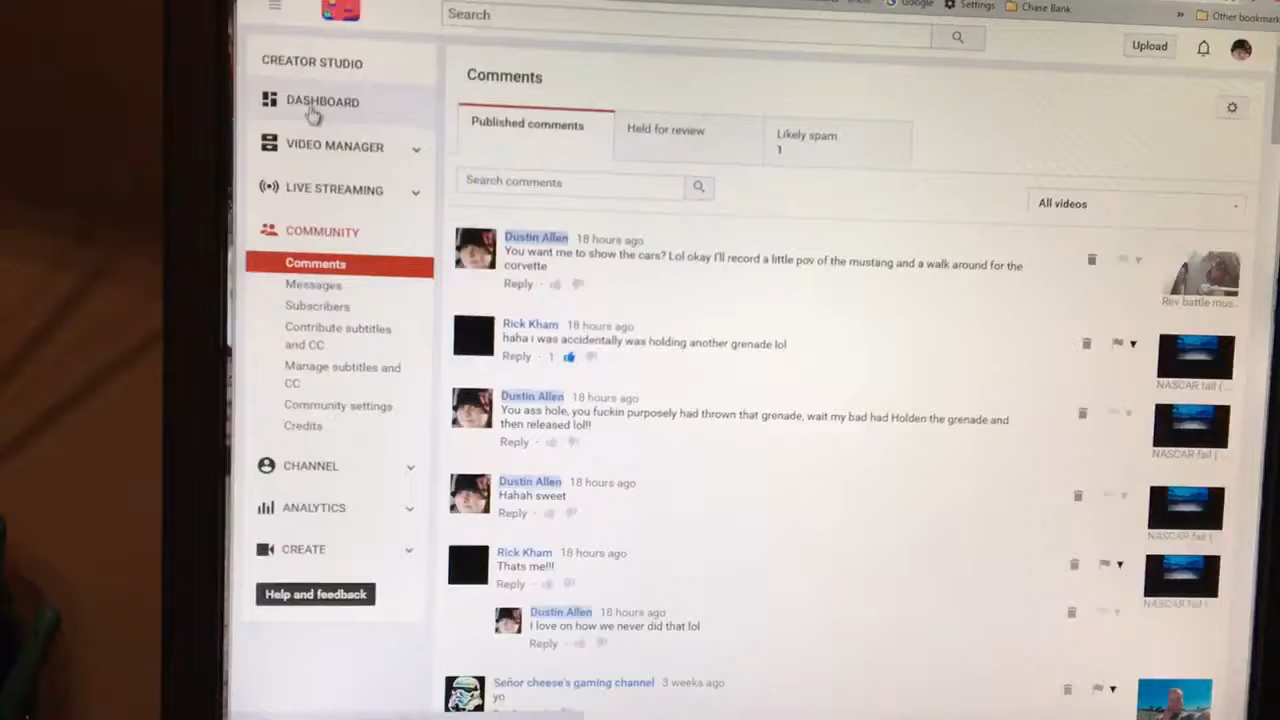 Google
Settings
Chase Bank
Search
»
Other bookmark
Upload
CREATOR STUDIO
DASHBOARD
VIDEO MANAGER
LIVE STREAMING
COMMUNITY
Comments
Messages
Subscribers
Contribute subtitles
and CC
Manage subtitles and
CC
Community settings
Credits
CHANNEL
ANALYTICS
CREATE
Help and feedback
Comments
Published comments
Held for review
Likely spam
1
Search comments
All videos
Dustin Allen 18 hours ago
You want me to show the cars? Lol okay I'll record a little pov of the mustang and a walk around for the
corvette
Reply ·
Rev battle mus...
Rick Kham 18 hours ago
haha i was accidentally was holding another grenade lol
Reply · 1
NASCAR fail (...
Dustin Allen 18 hours ago
You ass hole, you fuckin purposely had thrown that grenade, wait my bad had Holden the grenade and
then released lol!!
Reply ·
NASCAR fail (
Dustin Allen 18 hours ago
Hahah sweet
Reply ·
NASCAR fail (
Rick Kham 18 hours ago
Thats me!!!
Reply ·
NASCAR fail (
Dustin Allen 18 hours ago
I love on how we never did that lol
Reply ·
Señor cheese's gaming channel 3 weeks ago
yo